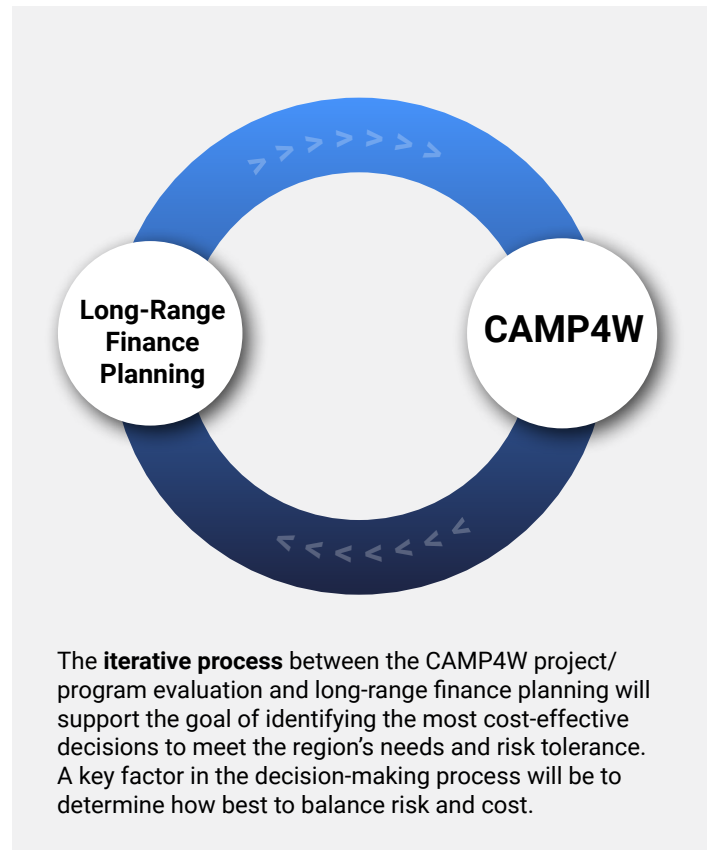 Long-Range
Finance
Planning
CAMP4W
The iterative process between the CAMP4W project/
program evaluation and long-range finance planning will
support the goal of identifying the most cost-effective
decisions to meet the region’s needs and risk tolerance.
A key factor in the decision-making process will be to
determine how best to balance risk and cost.